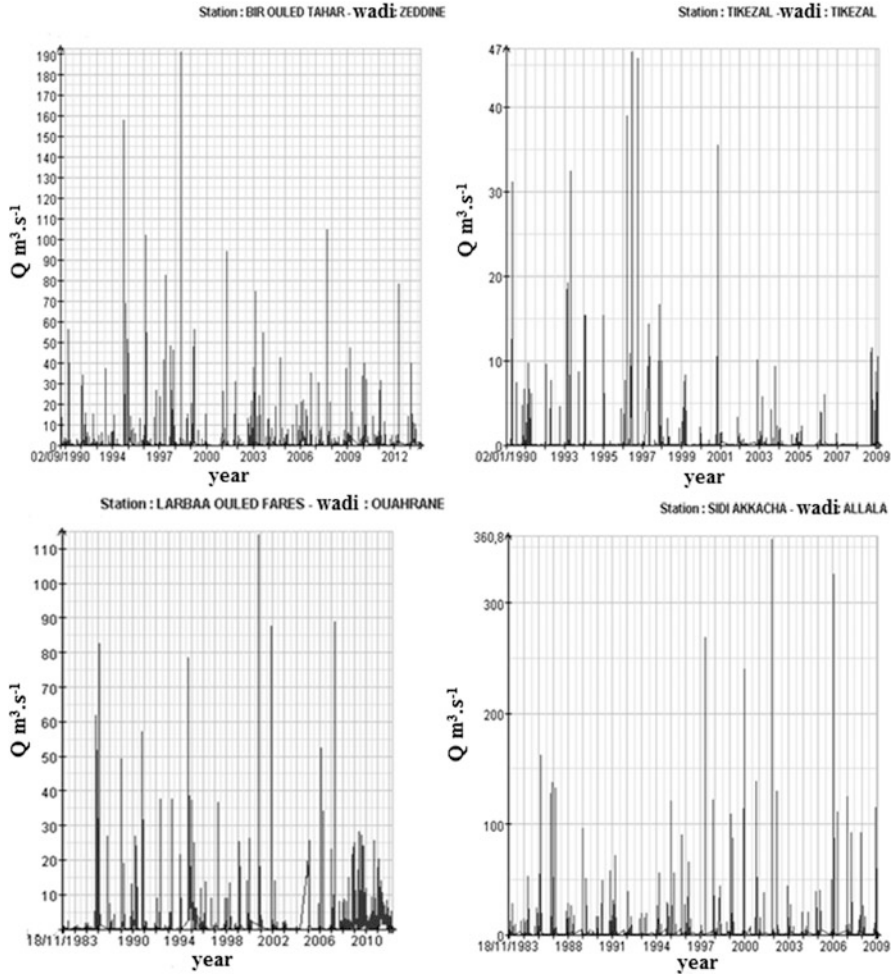 Station : BIR OULED TAHAR - wadi : ZEDDINE
190
180
170
160
150
140
130
120
110
100
90
80
70
60
50
40
30
20
10
0
Q m³.s⁻¹
02/09/1990 1994 1997 2000 2003 2006 2009 2012
year
Station : TIKEZAL - wadi : TIKEZAL
47
40
30
20
10
0
Q m³.s⁻¹
02/01/1990 1993 1995 1997 1999 2001 2003 2005 2007 2009
year
Station : LARBAA OULED FARES - wadi : OUAHRANE
110
100
90
80
70
60
50
40
30
20
10
Q m³.s⁻¹
18/11/1983 1990 1994 1998 2002 2006 2010
year
Station : SIDI AKKACHA - wadi : ALLALA
360,8
300
200
100
0
Q m³.s⁻¹
18/11/1983 1988 1991 1994 1997 2000 2003 2006 2009
year